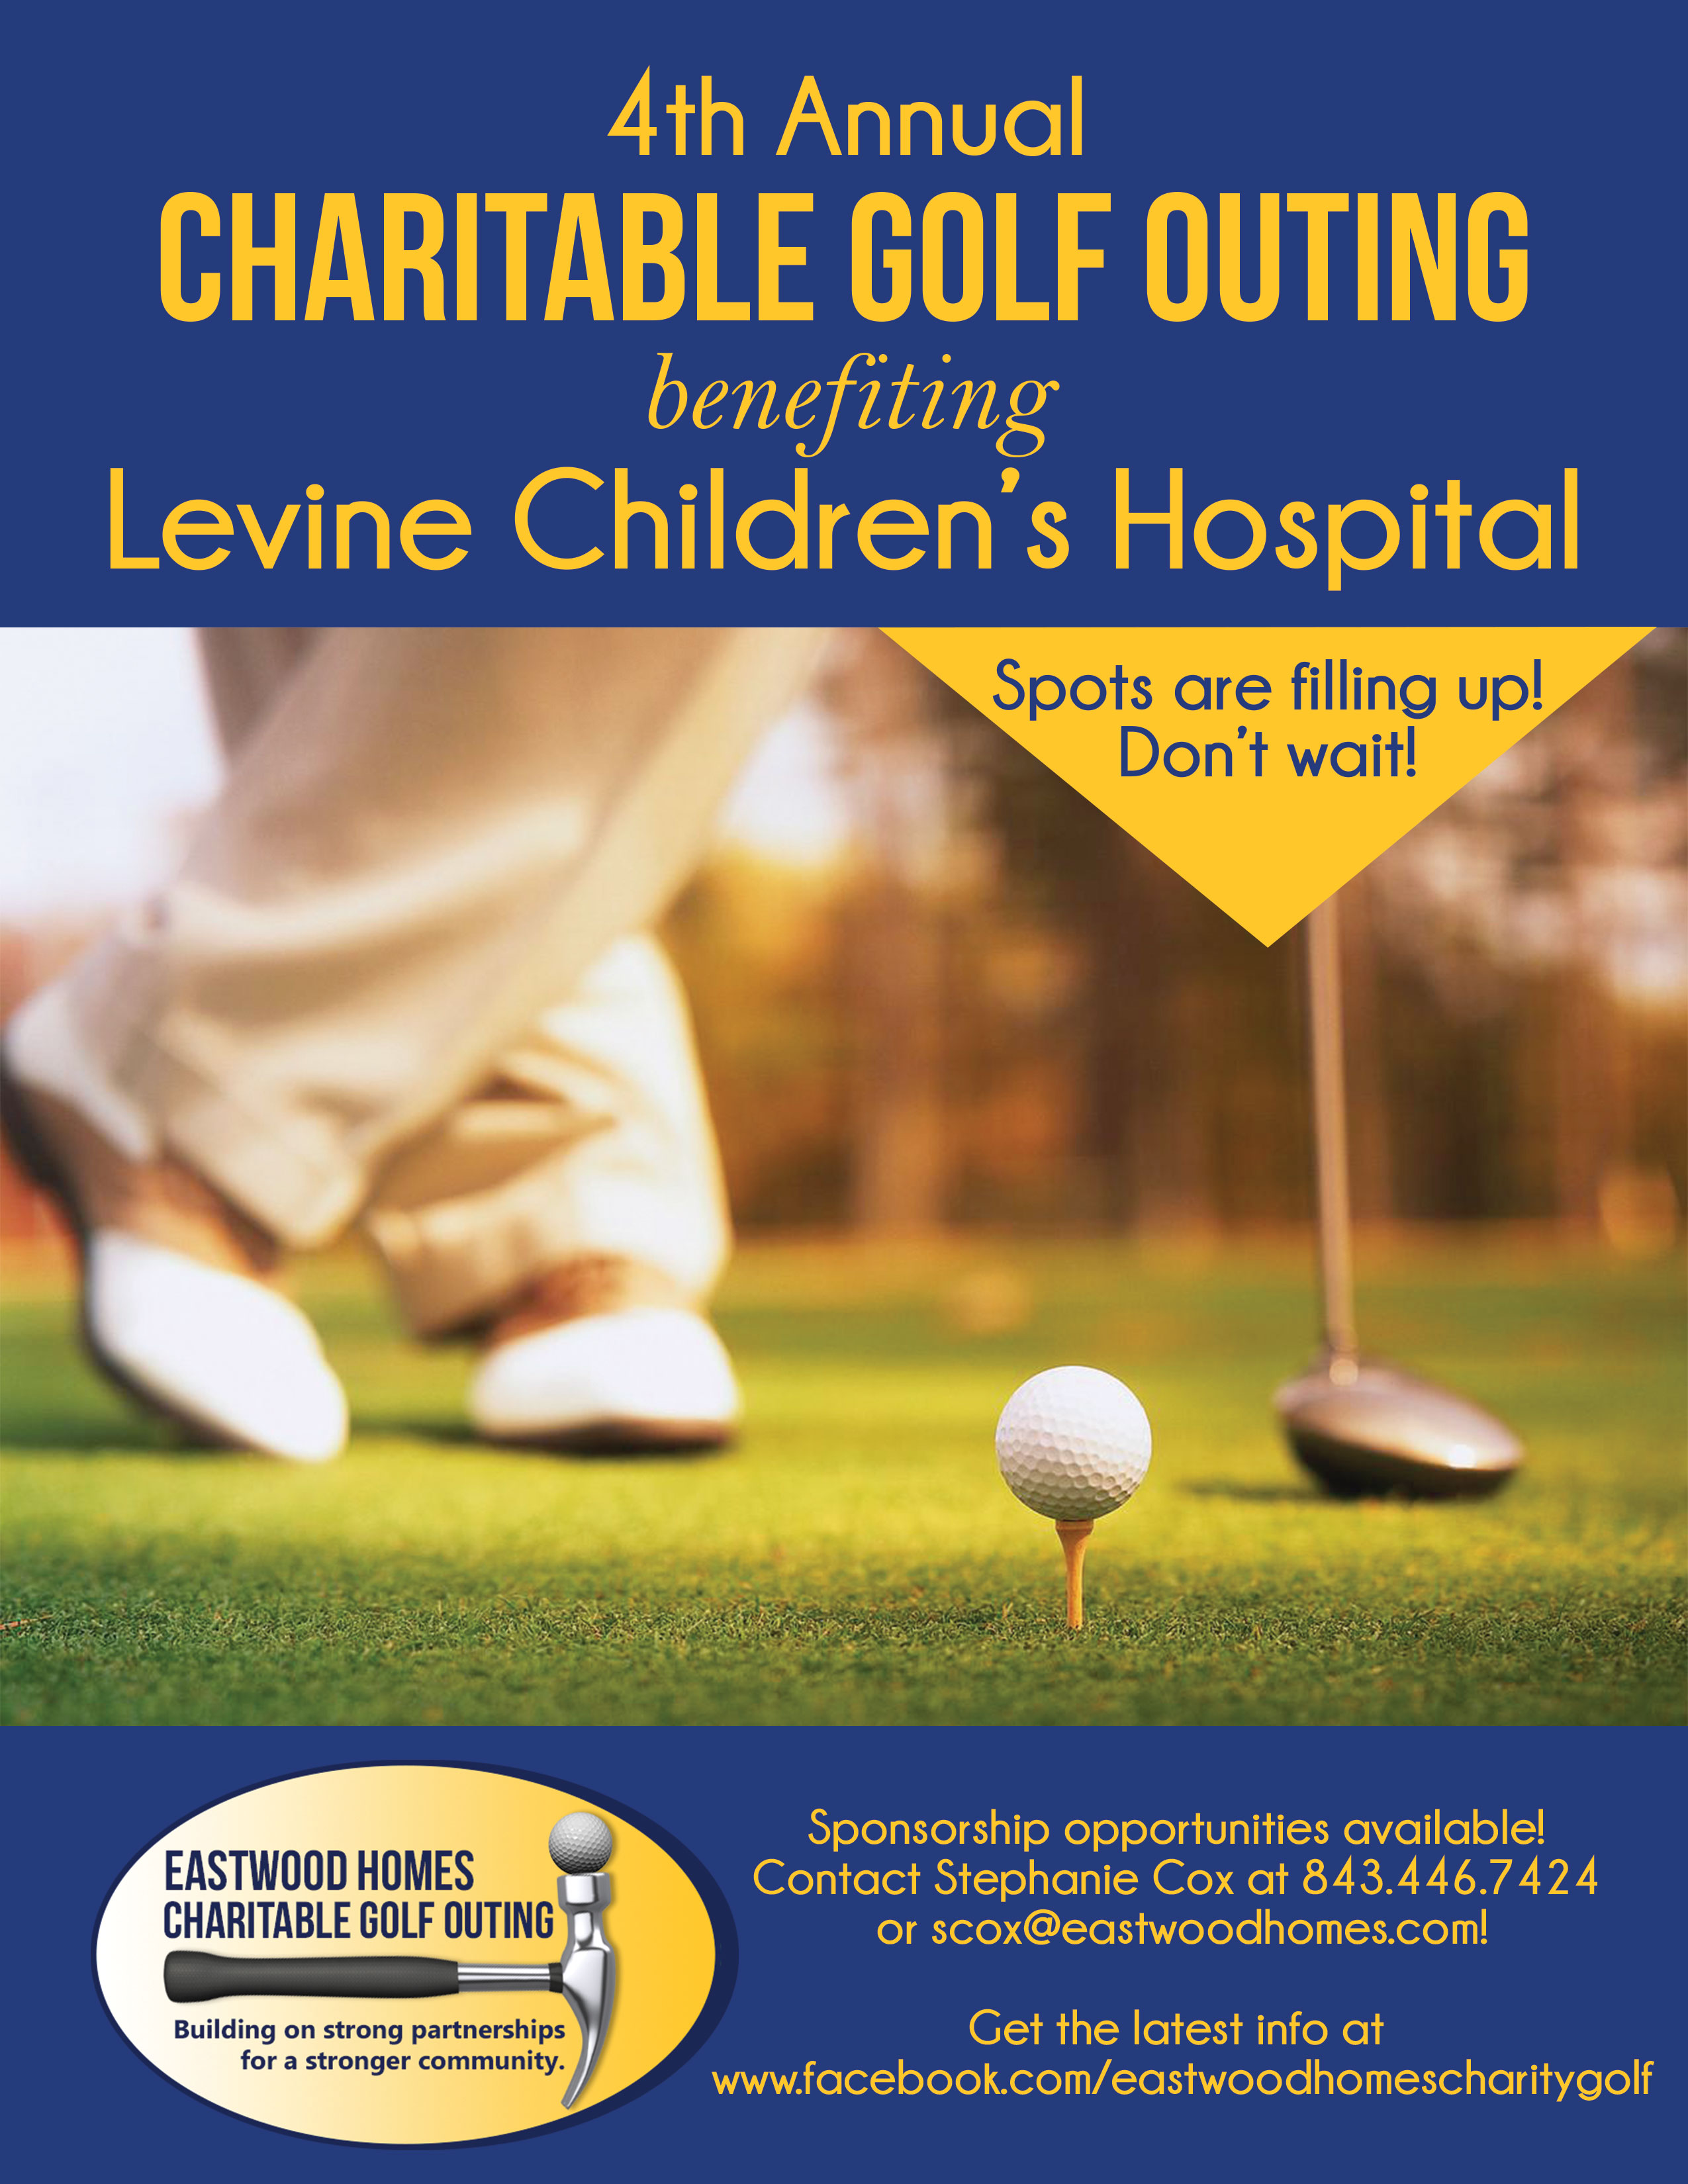 4th Annual
CHARITABLE GOLF OUTING
benefiting
Levine Children's Hospital
Spots are filling up!
Don't wait!
EASTWOOD HOMES
CHARITABLE GOLF OUTING
Building on strong partnerships
for a stronger community.
Sponsorship opportunities available!
Contact Stephanie Cox at 843.446.7424
or scox@eastwoodhomes.com!
Get the latest info at
www.facebook.com/eastwoodhomescharitygolf